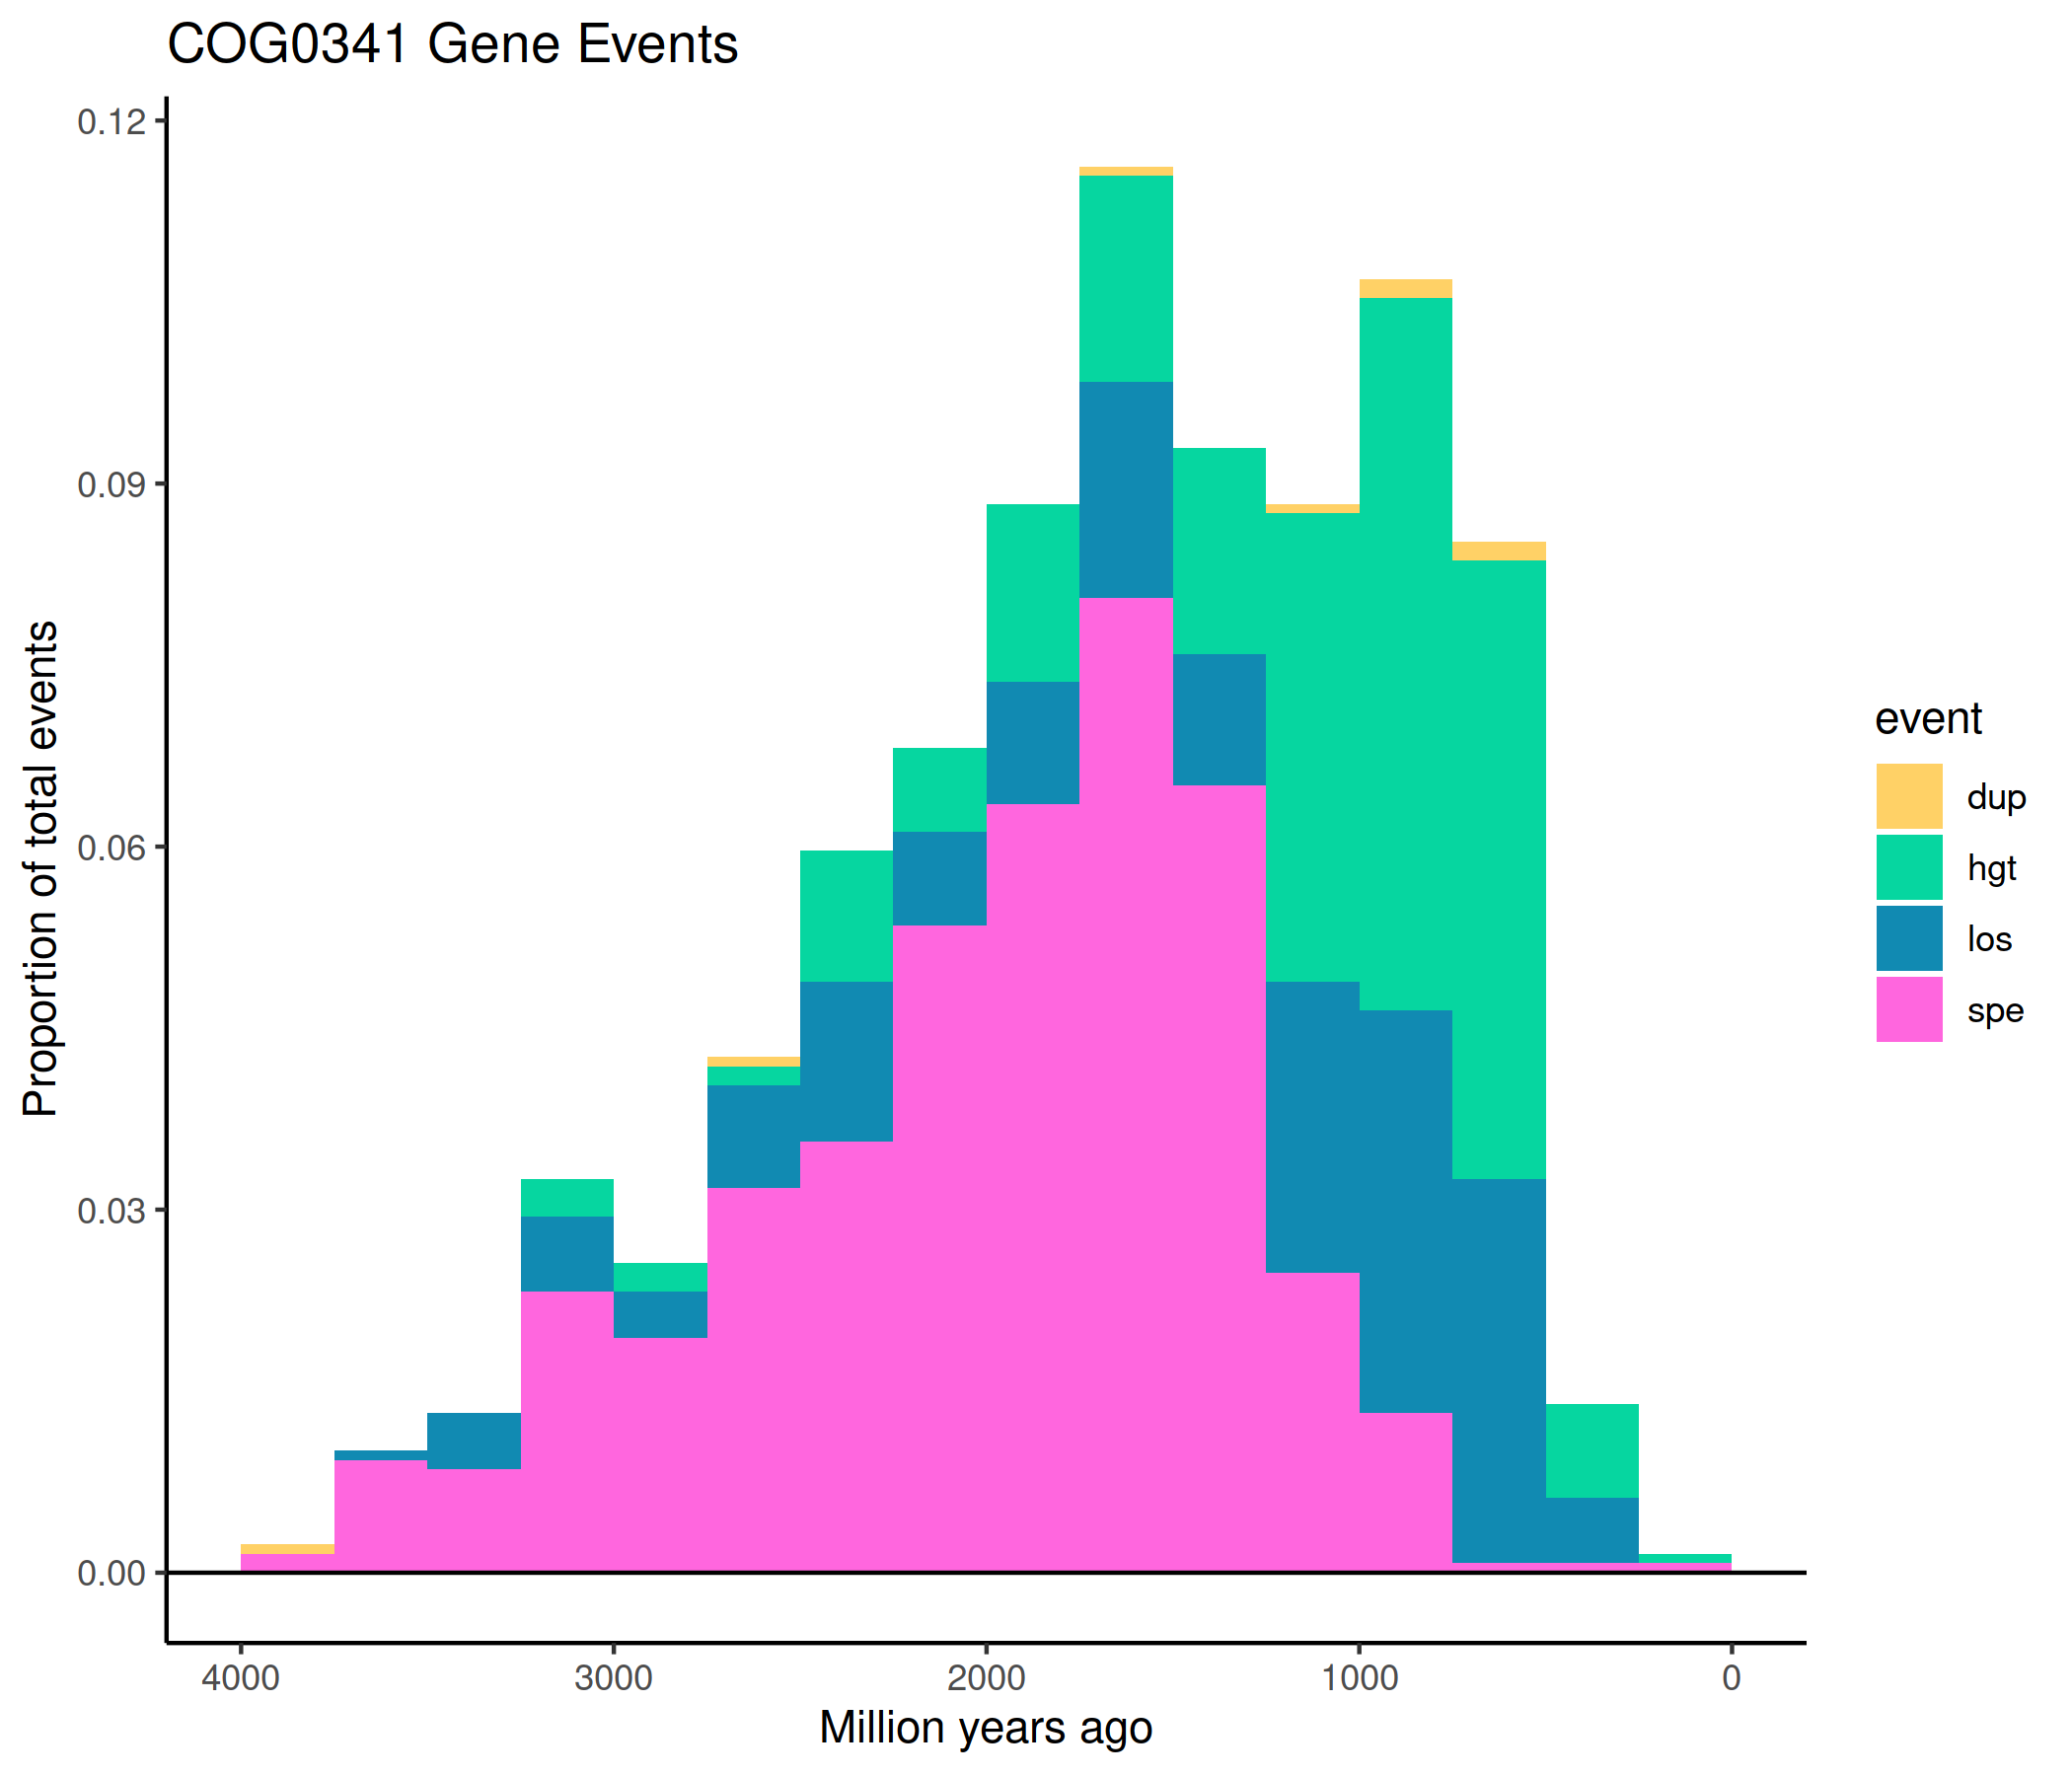 COG0341 Gene Events
0.12
0.09
0.06
0.03
0.00
Proportion of total events
4000 3000 2000 1000 0
Million years ago
event
dup
hgt
los
spe